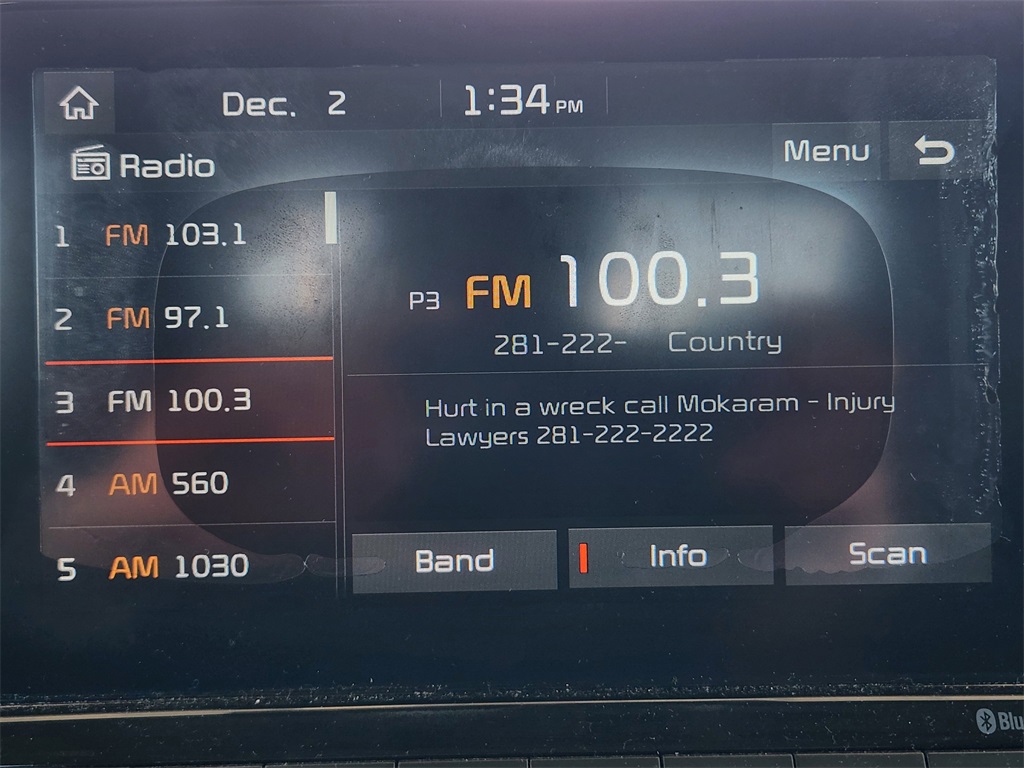 Dec. 2 1:34 PM
Radio Menu
1 FM 103.1
2 FM 97.1
3 FM 100.3
4 AM 560
5 AM 1030
P3 FM 100.3
281-222- Country
Hurt in a wreck call Mokaram - Injury
Lawyers 281-222-2222
Band Info Scan
Blu